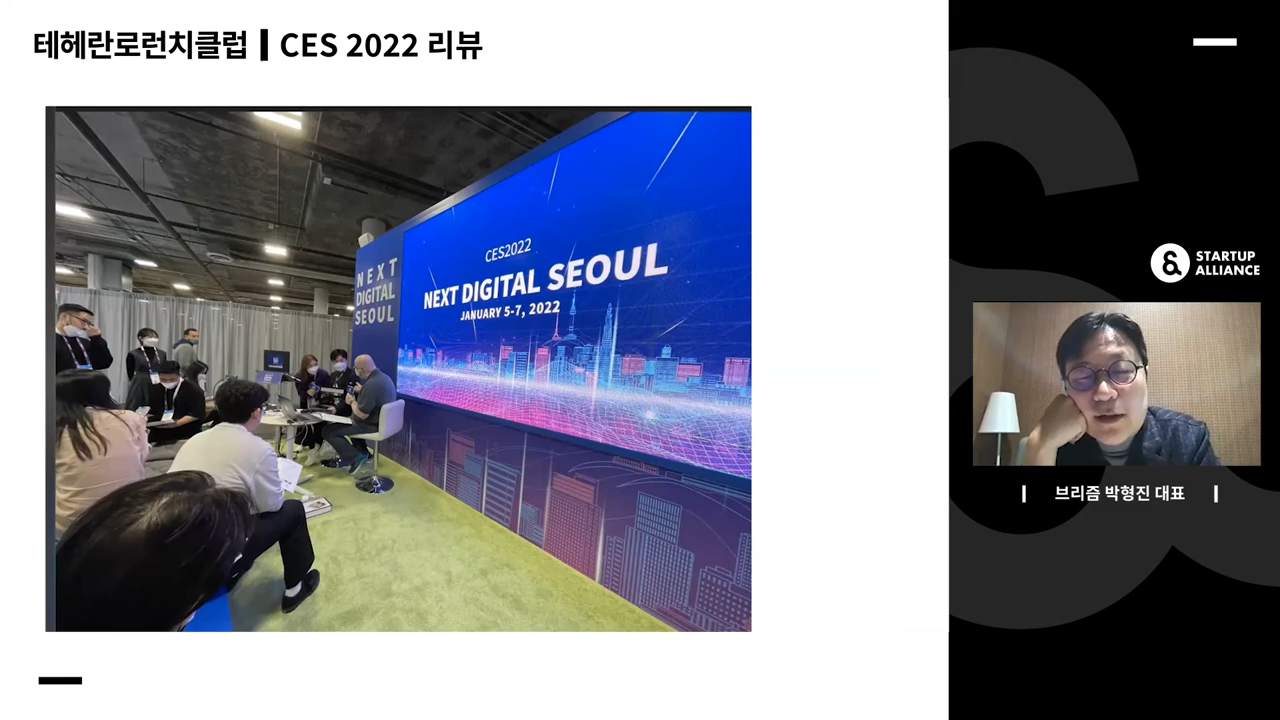 테헤란로런치클럽 | CES 2022 리뷰
NEXT
DIGITAL
SEOUL
CES2022
NEXT DIGITAL SEOUL
JANUARY 5-7, 2022
&
STARTUP
ALLIANCE
| 브리즘 박형진 대표 |